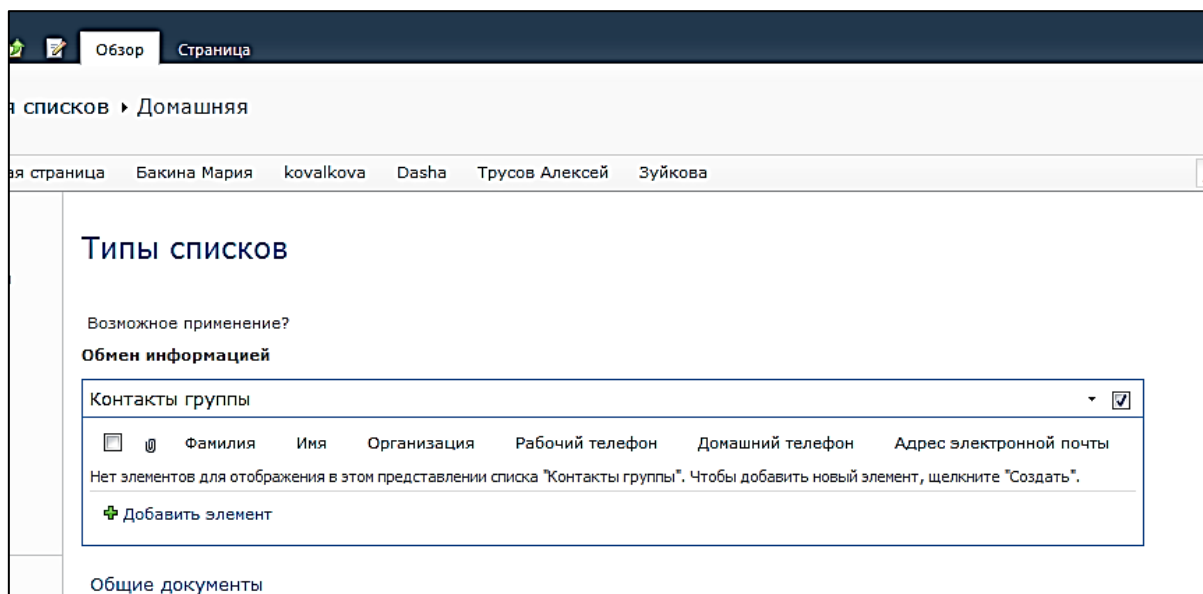 Обзор Страница
списков ▸ Домашняя
страница Бакина Мария kovalkova Dasha Трусов Алексей Зуйкова
Типы списков
Возможное применение?
Обмен информацией
Контакты группы
Фамилия Имя Организация Рабочий телефон Домашний телефон Адрес электронной почты
Нет элементов для отображения в этом представлении списка "Контакты группы". Чтобы добавить новый элемент, щелкните "Создать".
Добавить элемент
Общие документы